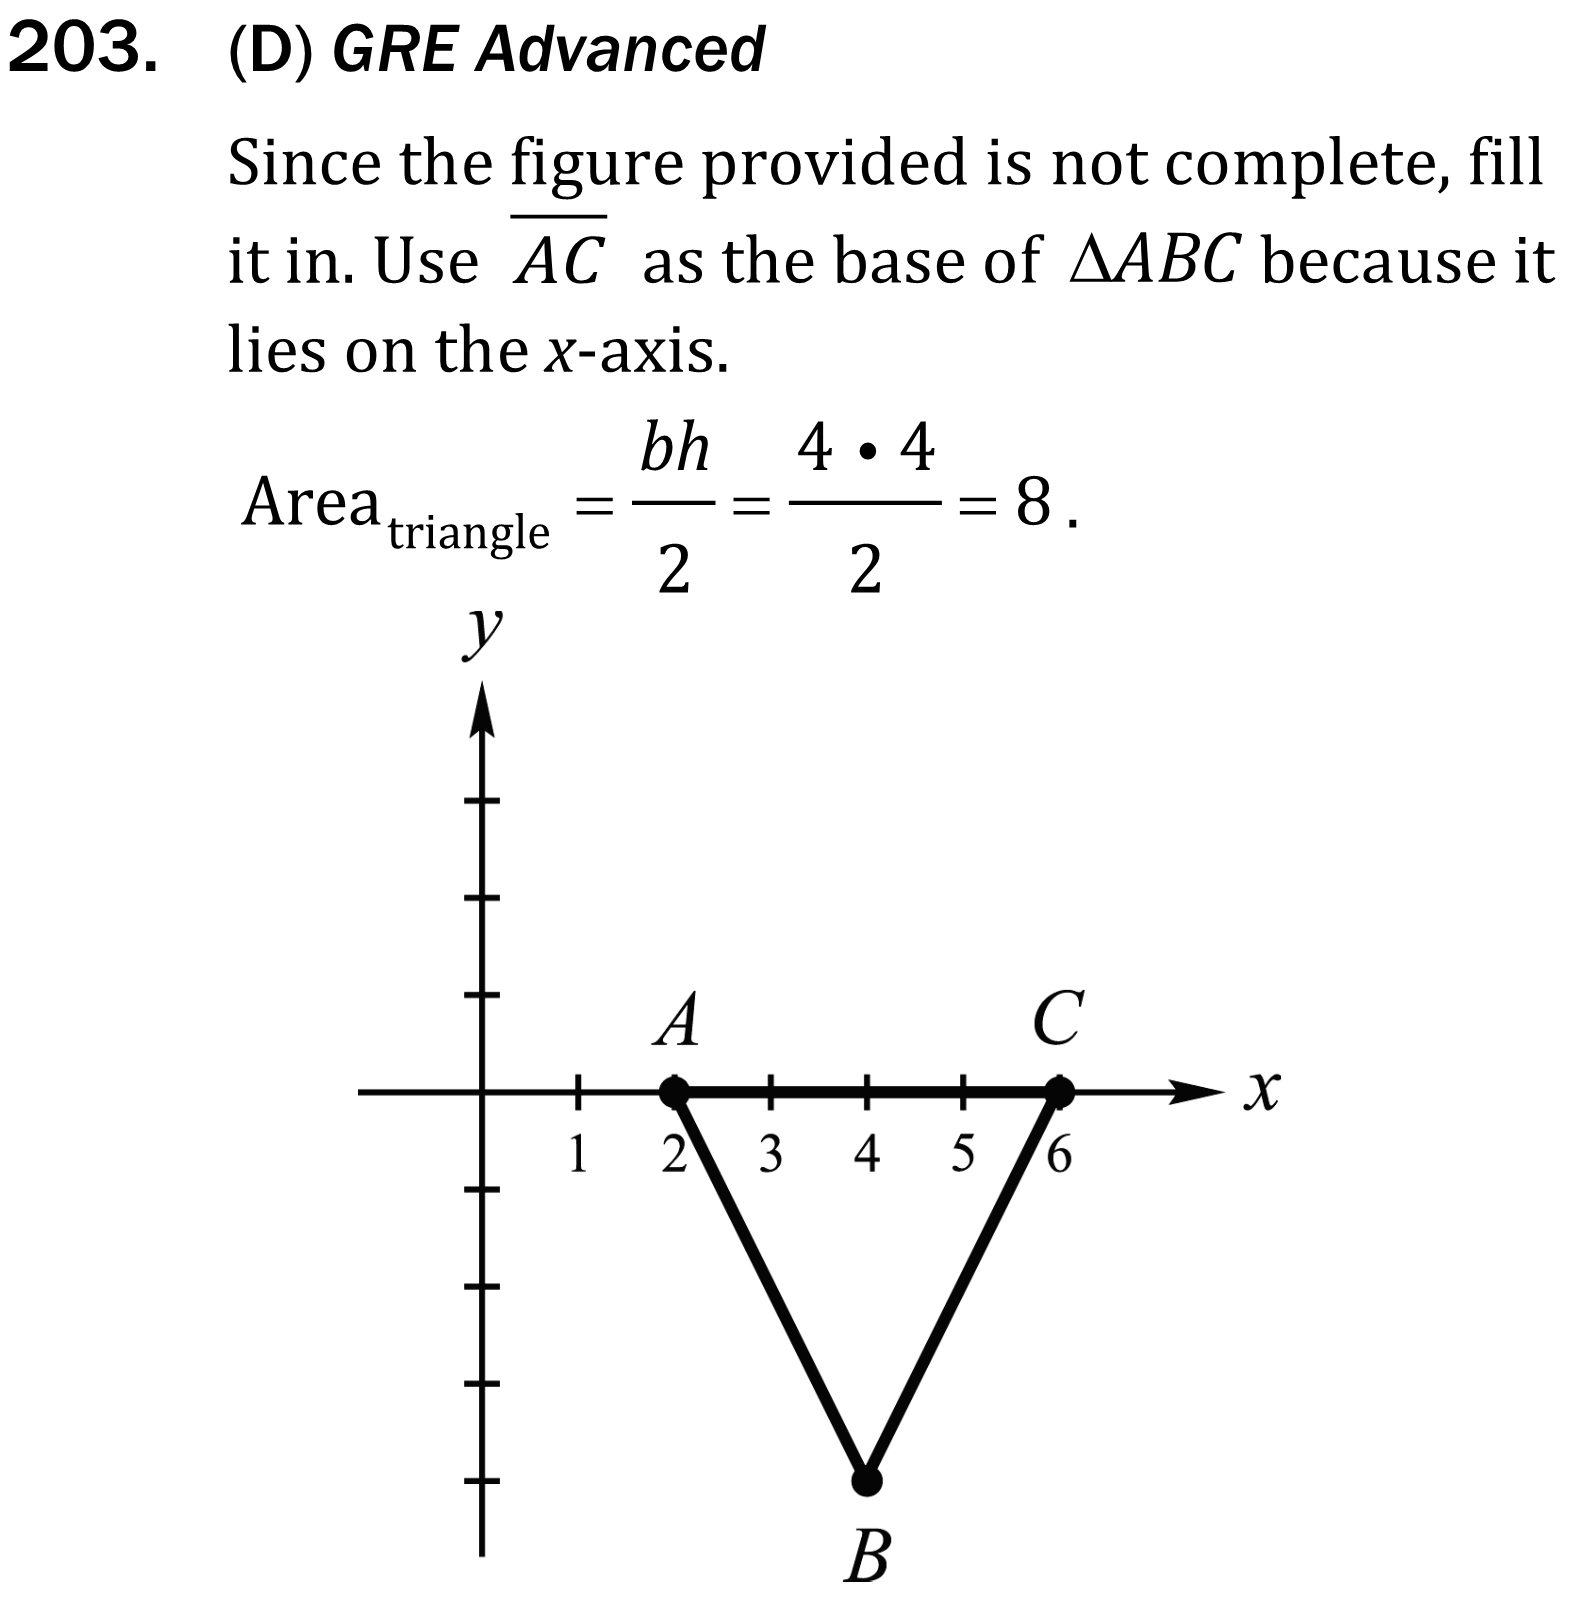 203. (D) GRE Advanced
Since the figure provided is not complete, fill
it in. Use AC as the base of ΔABC because it
lies on the x-axis.
Area triangle = bh/2 = 4 • 4/2 = 8 .
y
A C
x
1 2 3 4 5 6
B